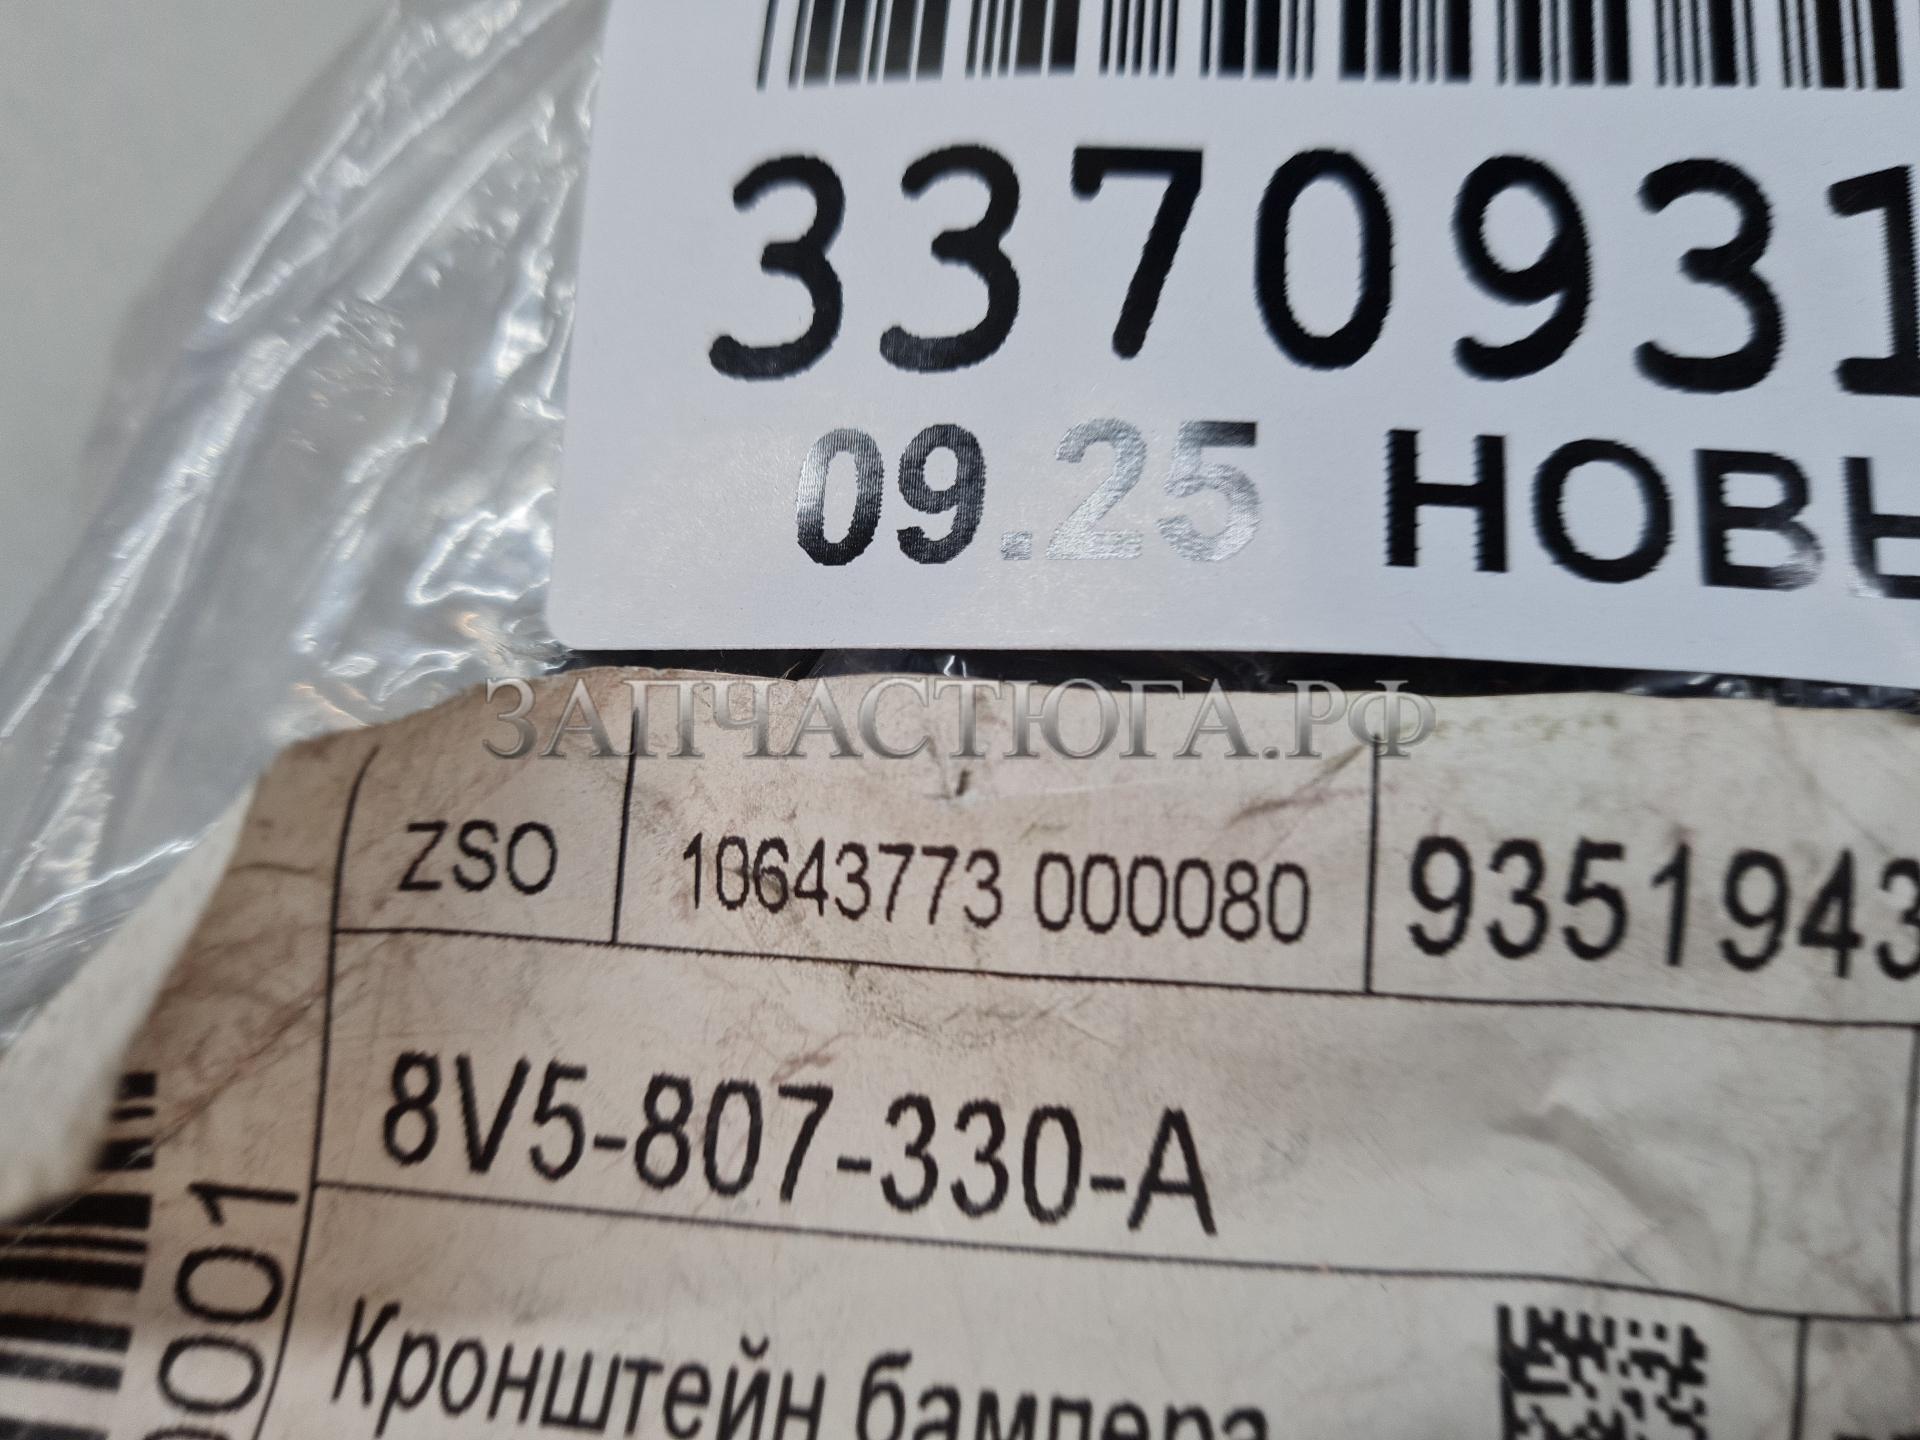 3370931
09.25 НОВЫ
ЗАПЧАСТЮГА.РФ
ZSO 10643773 000080 9351943
8V5-807-330-A
0001
Кронштейн бампера